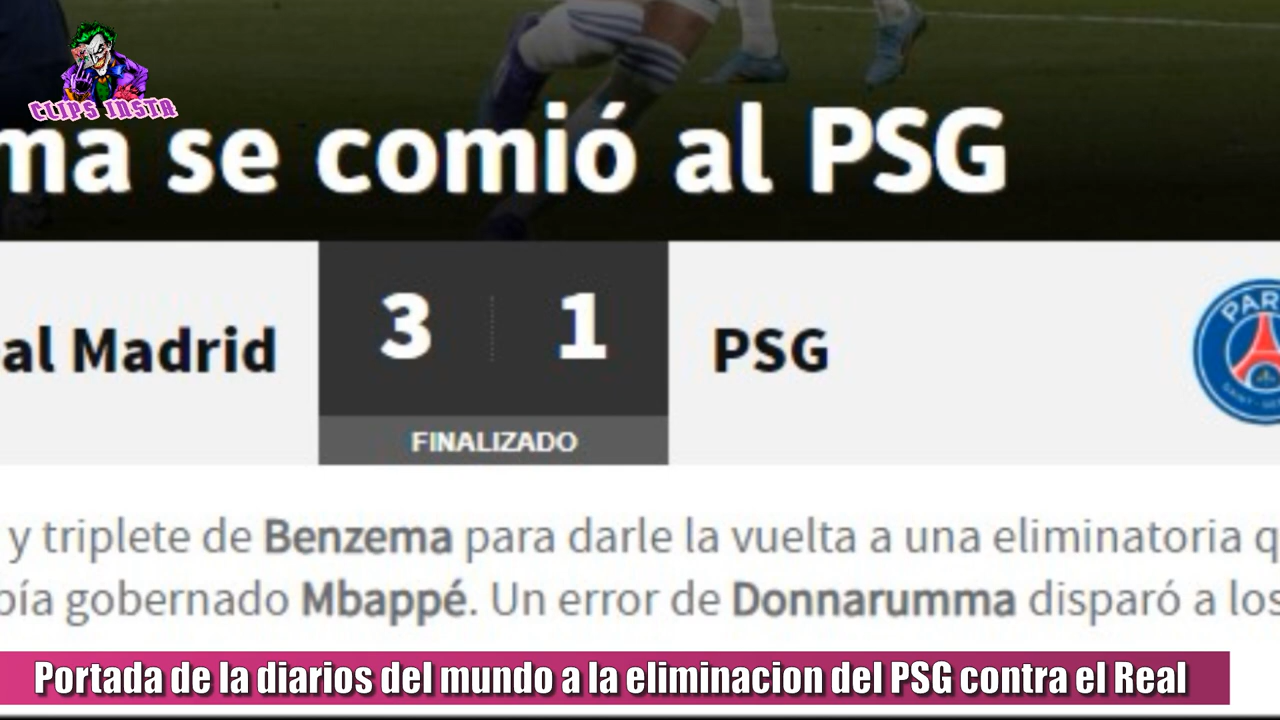 CLIPS INSTA
ma se comió al PSG
al Madrid
3 1
PSG
PARI
FINALIZADO
y triplete de Benzema para darle la vuelta a una eliminatoria q
bía gobernado Mbappé. Un error de Donnarumma disparó a los
Portada de la diarios del mundo a la eliminacion del PSG contra el Real